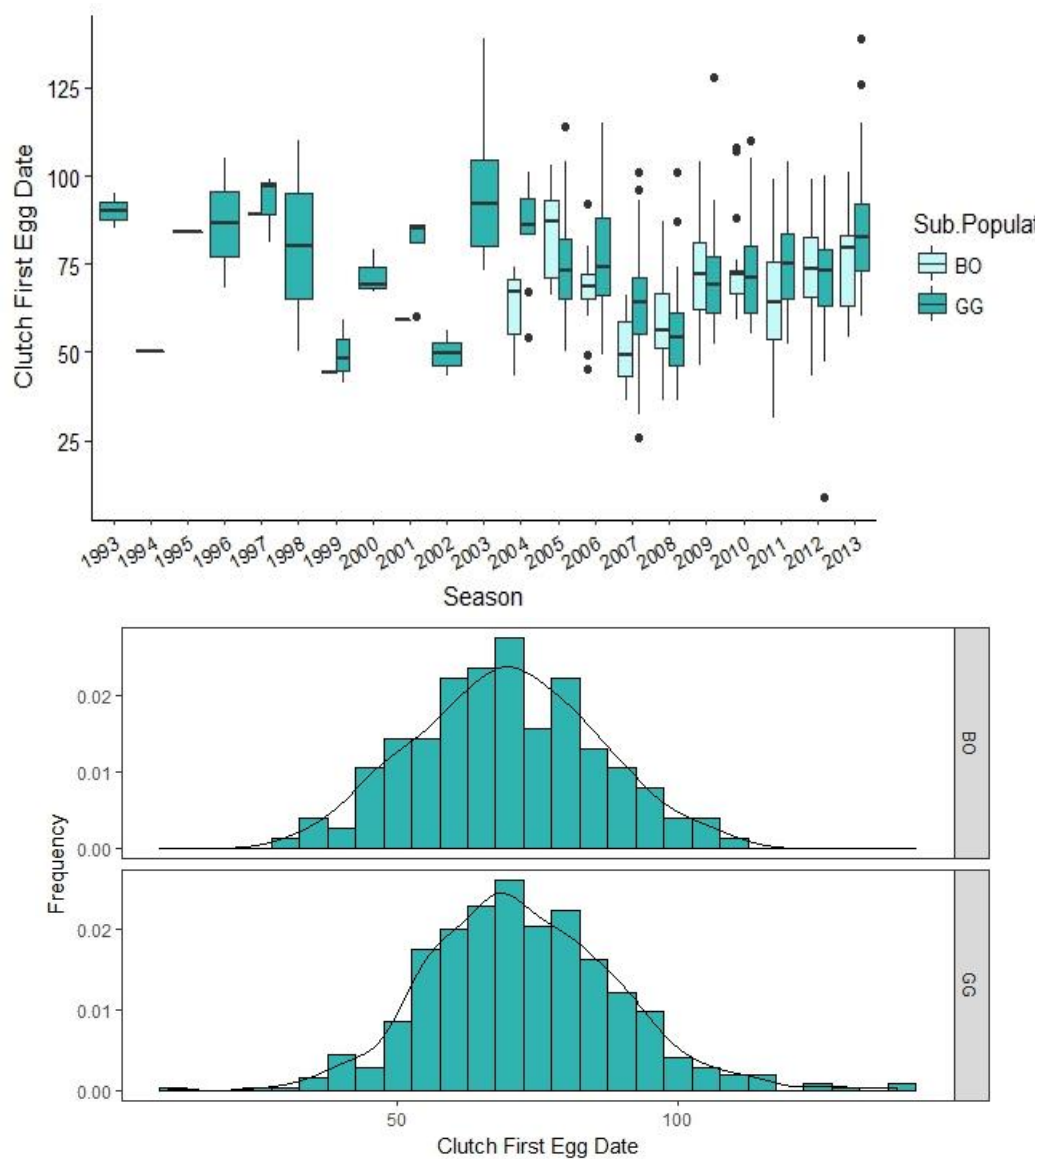 Clutch First Egg Date
125
100
75
50
25
1993 1994 1995 1996 1997 1998 1999 2000 2001 2002 2003 2004 2005 2006 2007 2008 2009 2010 2011 2012 2013
Season
Sub.Populat
BO
GG
Frequency
0.02
0.01
0.00
BO
0.02
0.01
0.00
GG
50 100
Clutch First Egg Date